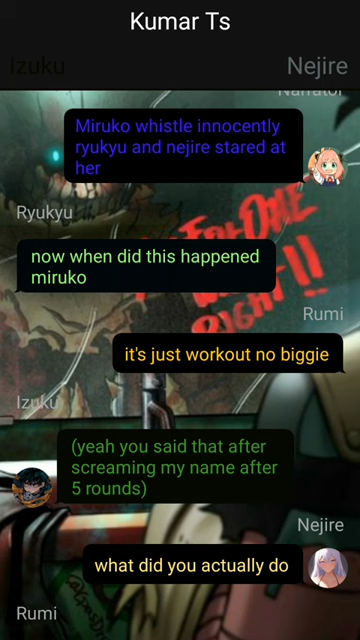 Kumar Ts
Izuku
Nejire
Narrator
Miruko whistle innocently
ryukyu and nejire stared at
her
Ryukyu
now when did this happened
miruko
Rumi
it's just workout no biggie
Izuku
(yeah you said that after
screaming my name after
5 rounds)
Nejire
what did you actually do
Rumi
ONE
RIGHT!!